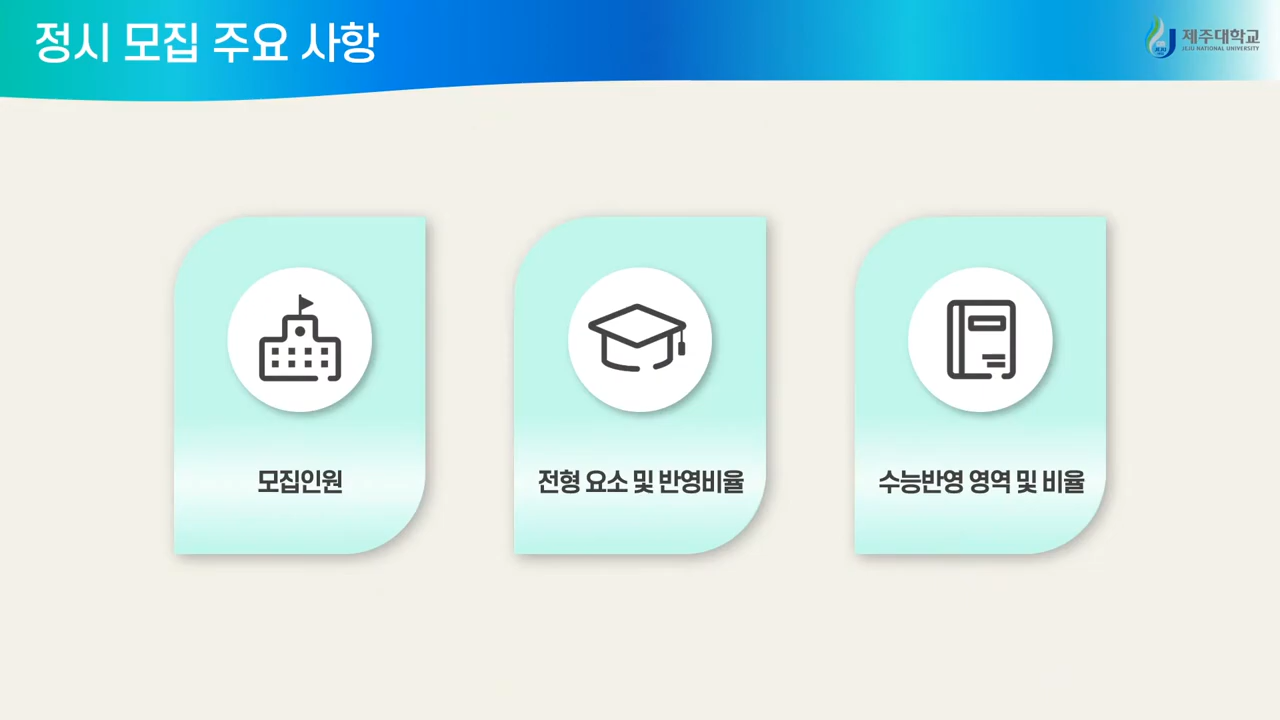 정시 모집 주요 사항
제주대학교
JEJU NATIONAL UNIVERSITY
모집인원
전형 요소 및 반영비율
수능반영 영역 및 비율